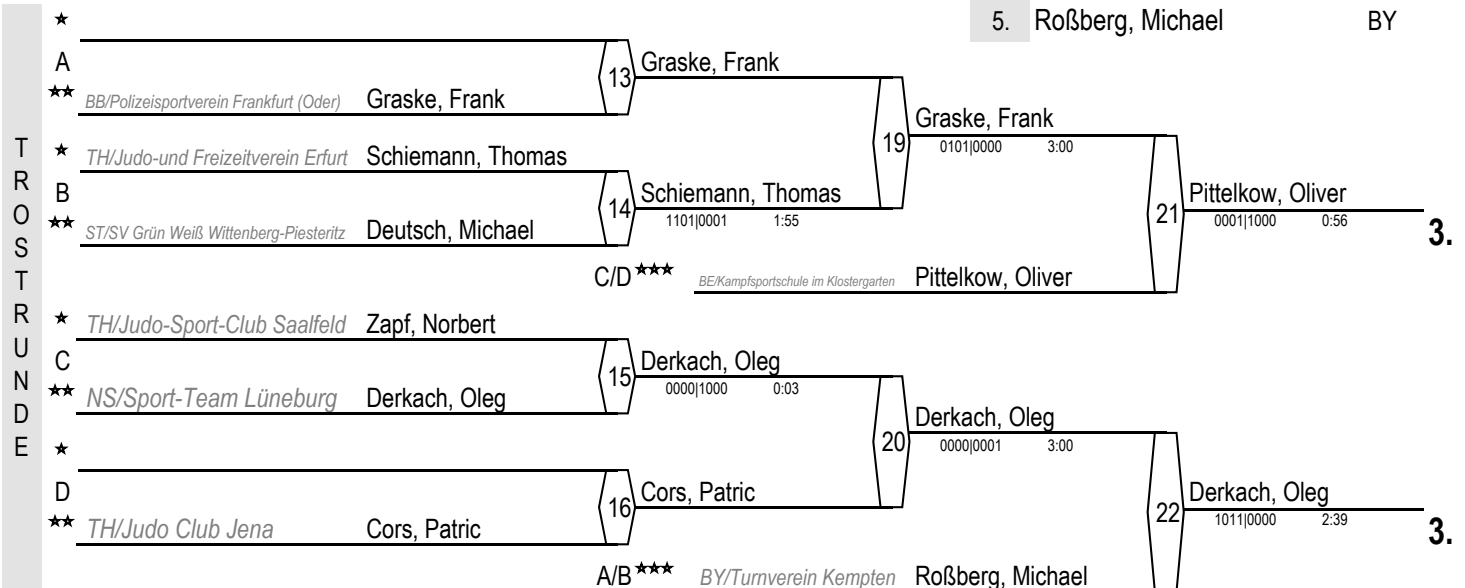 5. Roßberg, Michael BY
TROSTRUNDE
A
13 Graske, Frank
BB/Polizeisportverein Frankfurt (Oder) Graske, Frank
19 Graske, Frank
0101|0000 3:00
TH/Judo-und Freizeitverein Erfurt Schiemann, Thomas
B
14 Schiemann, Thomas
1101|0001 1:55
ST/SV Grün Weiß Wittenberg-Piesteritz Deutsch, Michael
21 Pittelkow, Oliver
0001|1000 0:56
3.
C/D BE/Kampfsportschule im Klostergarten Pittelkow, Oliver
TH/Judo-Sport-Club Saalfeld Zapf, Norbert
C
15 Derkach, Oleg
0000|1000 0:03
NS/Sport-Team Lüneburg Derkach, Oleg
20 Derkach, Oleg
0000|0001 3:00
D
16 Cors, Patric
TH/Judo Club Jena Cors, Patric
22 Derkach, Oleg
1011|0000 2:39
3.
A/B BY/Turnverein Kempten Roßberg, Michael